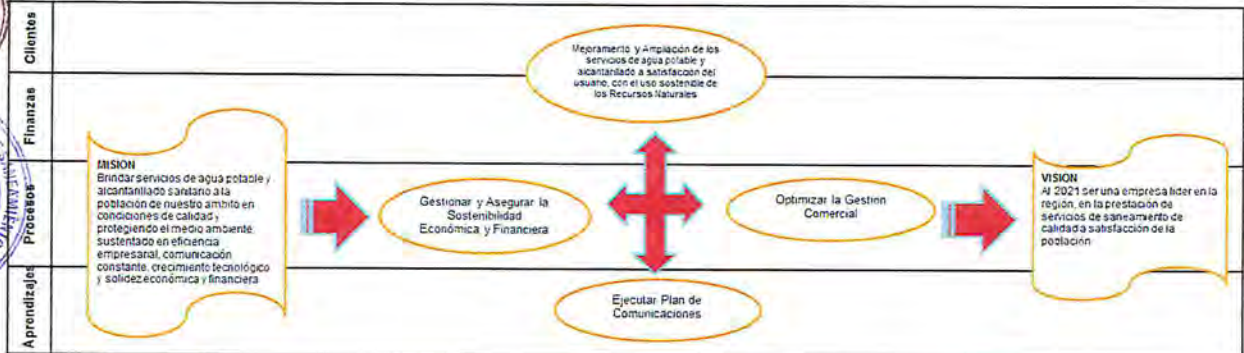 Clientes
Finanzas
Procesos
Aprendizajes
Mejoramiento y Ampliación de los
servicios de agua potable y
alcantarillado a satisfacción del
usuario, con el uso sostenible de
los Recursos Naturales
MISION
Brindar servicios de agua potable y
alcantarillado sanitario a la
población de nuestro ámbito en
condiciones de calidad y
protegiendo el medio ambiente,
sustentado en eficiencia
empresarial, comunicación
constante, crecimiento tecnológico
y solidez económica y financiera
Gestionar y Asegurar la
Sostenibilidad
Económica y Financiera
Optimizar la Gestión
Comercial
Ejecutar Plan de
Comunicaciones
VISION
Al 2021 ser una empresa líder en la
región, en la prestación de
servicios de saneamiento de
calidad a satisfacción de la
población